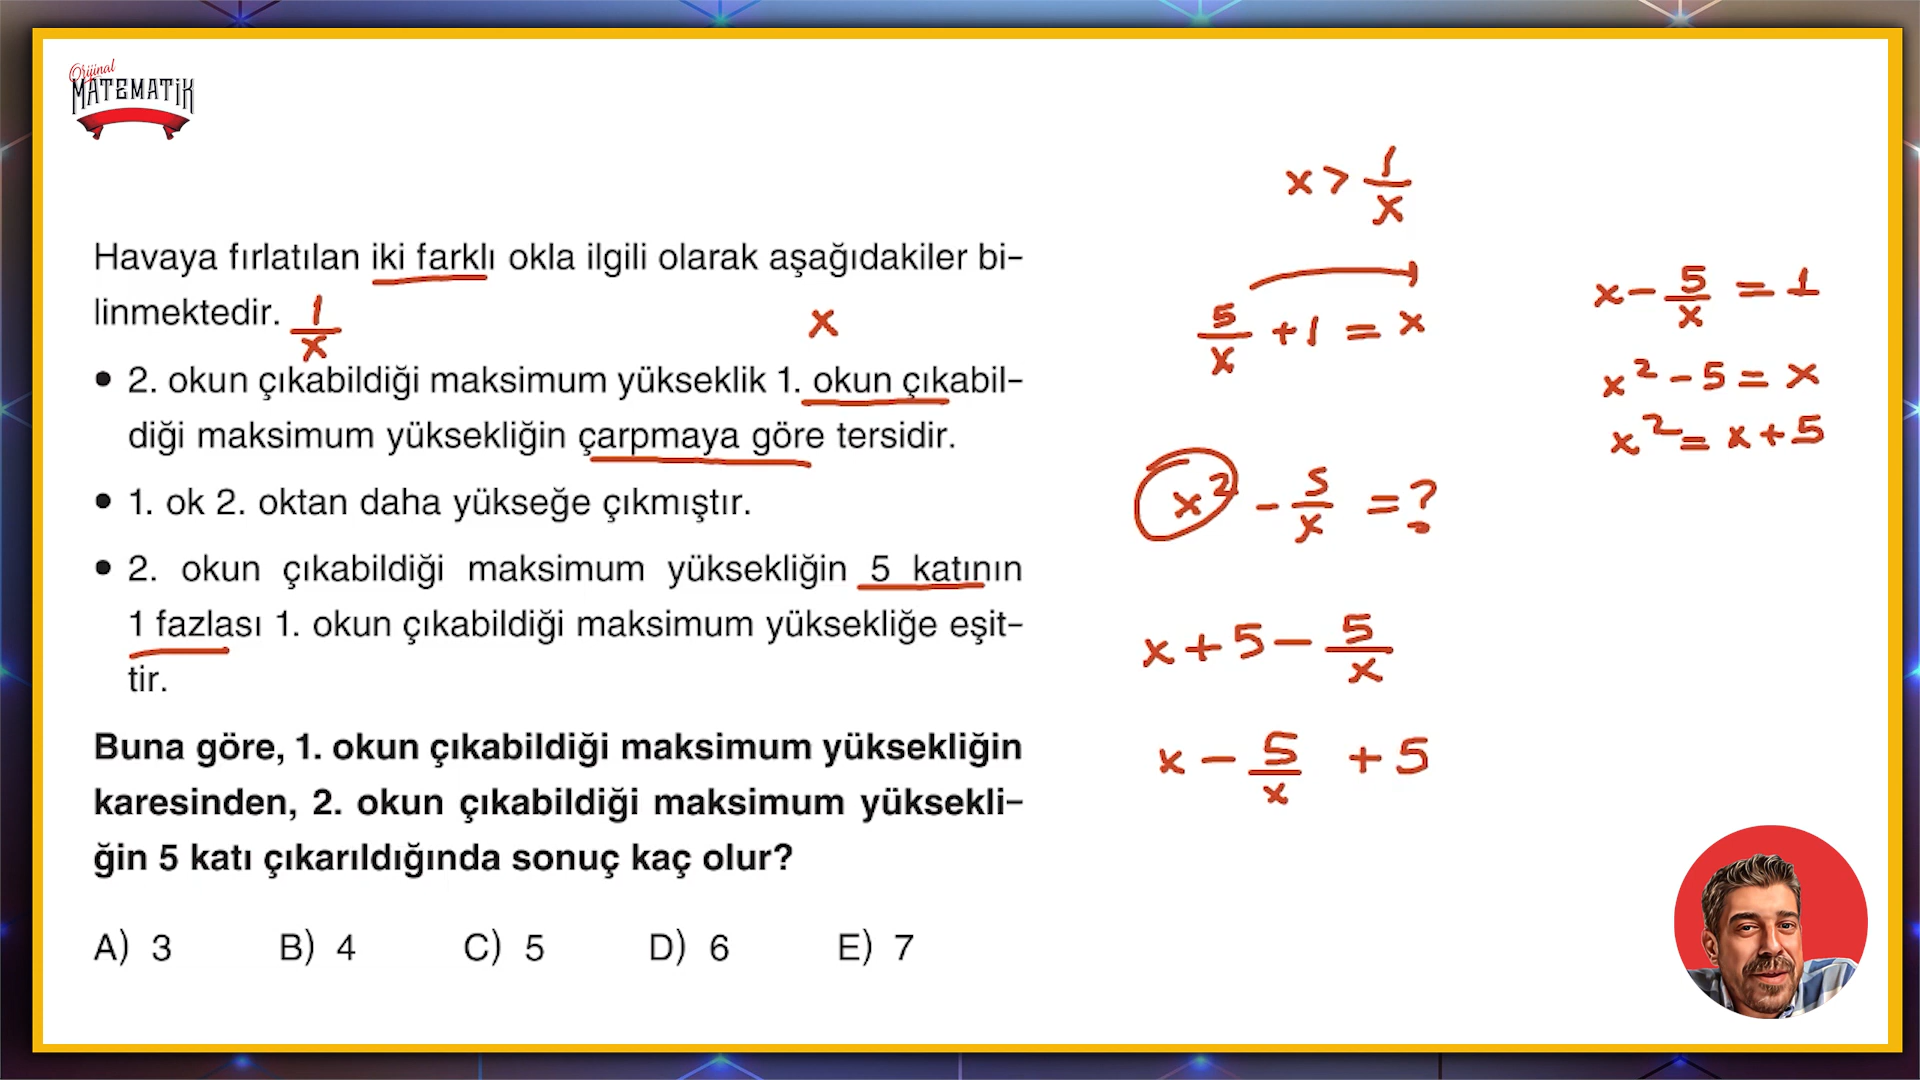 Orijinal
MATEMATİK
Havaya fırlatılan iki farklı okla ilgili olarak aşağıdakiler bi-
linmektedir.
1/x
x
• 2. okun çıkabildiği maksimum yükseklik 1. okun çıkabil-
diği maksimum yüksekliğin çarpmaya göre tersidir.
• 1. ok 2. oktan daha yükseğe çıkmıştır.
• 2. okun çıkabildiği maksimum yüksekliğin 5 katının
1 fazlası 1. okun çıkabildiği maksimum yüksekliğe eşit-
tir.
Buna göre, 1. okun çıkabildiği maksimum yüksekliğin
karesinden, 2. okun çıkabildiği maksimum yüksekli-
ğin 5 katı çıkarıldığında sonuç kaç olur?
A) 3 B) 4 C) 5 D) 6 E) 7
x > 1/x
5/x + 1 = x
x² - 5/x = ?
x + 5 - 5/x
x - 5/x + 5
x - 5/x = 1
x² - 5 = x
x² = x + 5